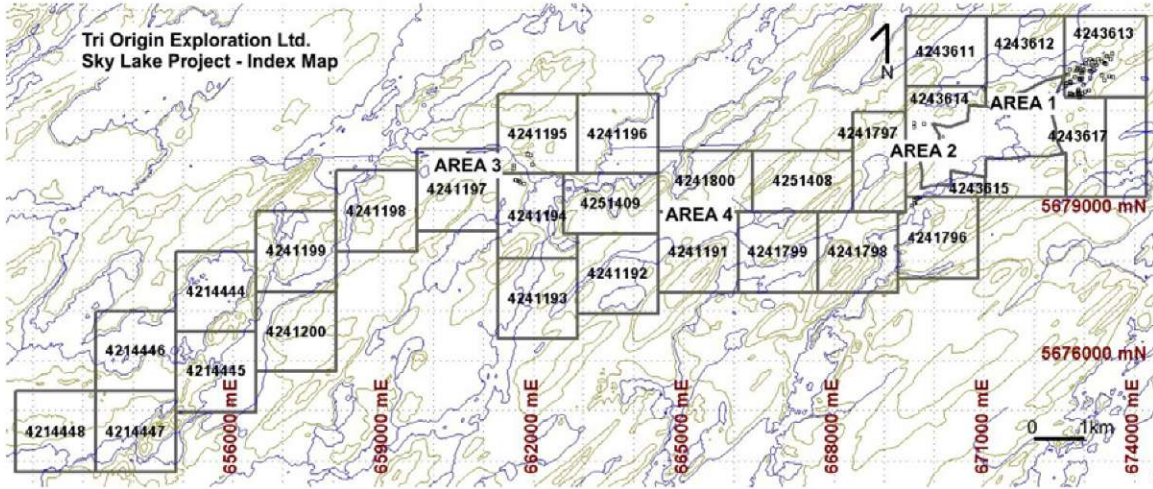 Tri Origin Exploration Ltd.
Sky Lake Project - Index Map
N
4243611
4243612
4243613
4243614
AREA 1
4241195
4241196
4241797
4243617
AREA 2
AREA 3
4241197
4241800
4251408
4243615
4241198
4241194
4251409
AREA 4
5679000 mN
4241199
4241191
4241799
4241798
4241796
4214444
4241192
4241193
4241200
4214446
4214445
5676000 mN
4214448
4214447
656000 mE
659000 mE
662000 mE
665000 mE
668000 mE
671000 mE
674000 mE
0 1km